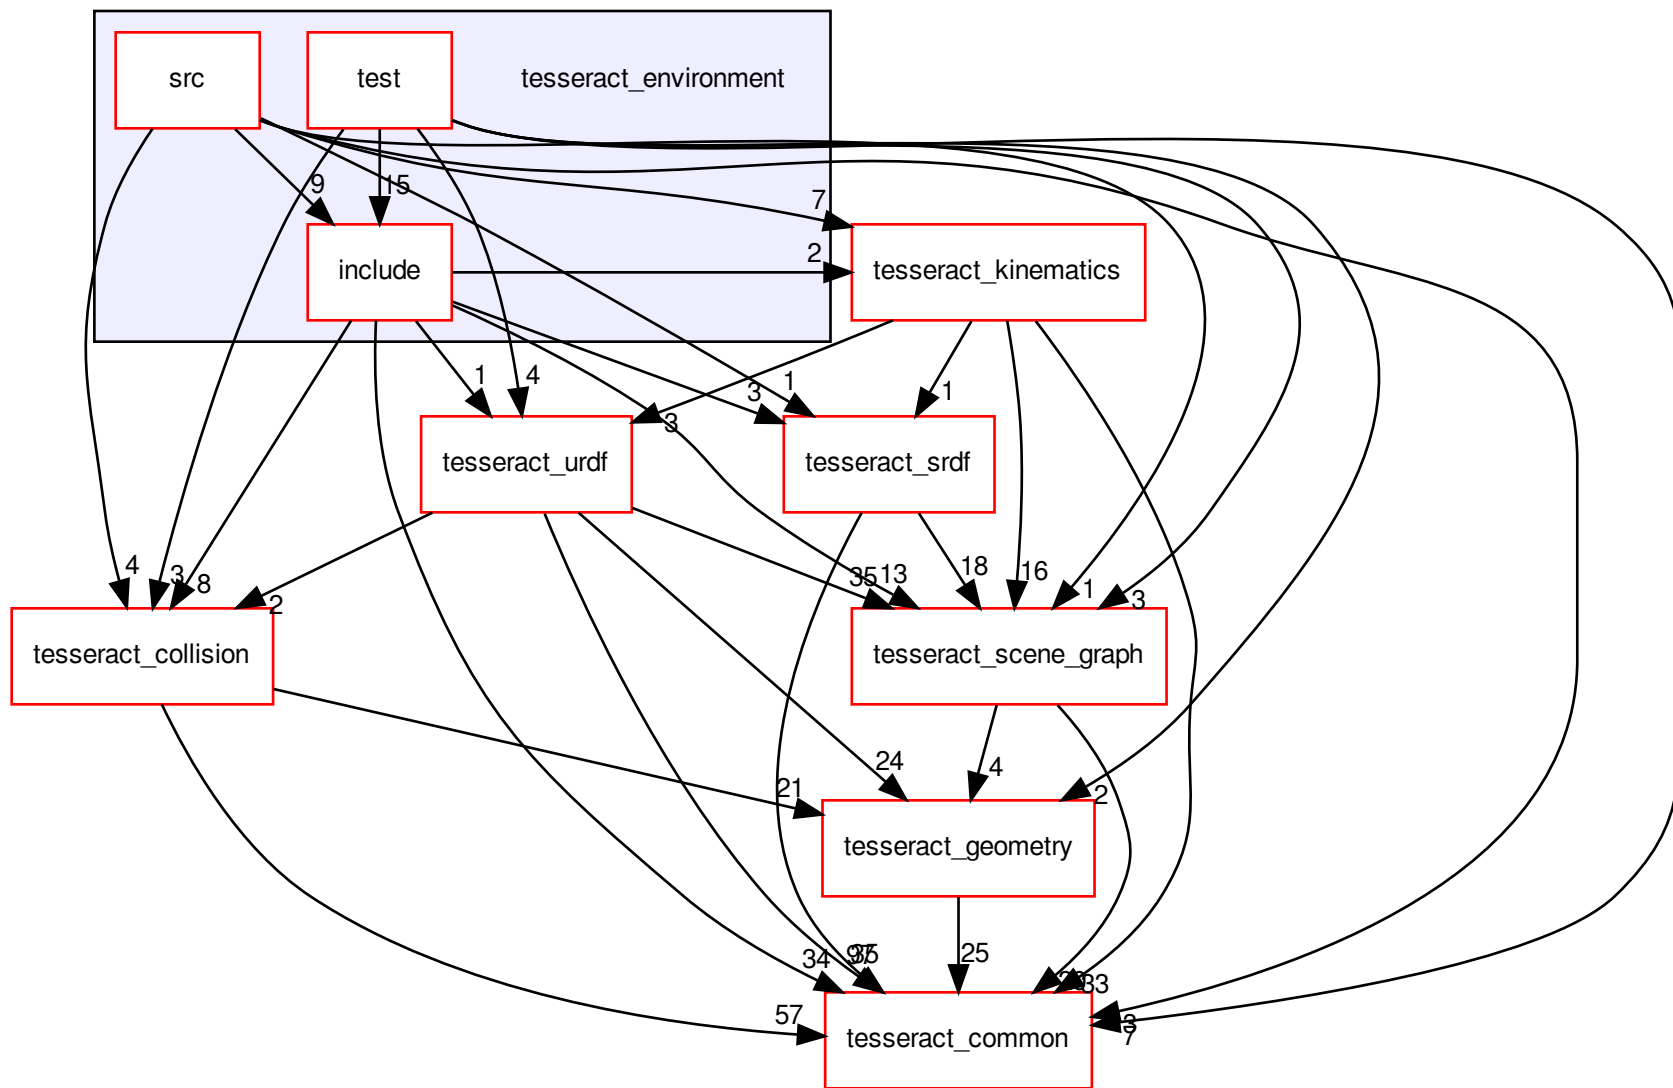 src
test
tesseract_environment
9
15
7
include
2
tesseract_kinematics
1
4
3
3
1
1
tesseract_urdf
tesseract_srdf
4
3
8
2
35
13
18
16
1
3
tesseract_collision
tesseract_scene_graph
21
24
4
2
tesseract_geometry
34
25
33
57
3
7
tesseract_common